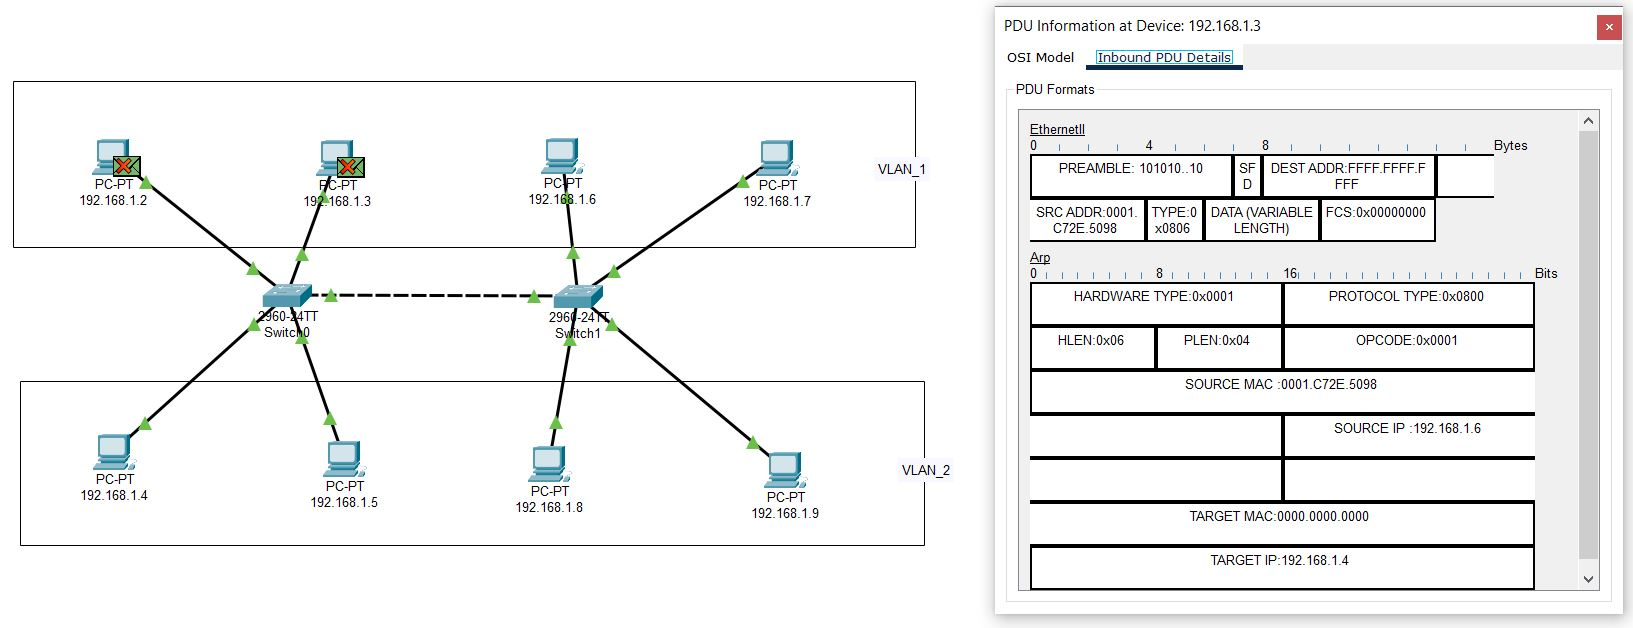 PC-PT
192.168.1.2
PC-PT
192.168.1.3
PC-PT
192.168.1.6
PC-PT
192.168.1.7
VLAN_1
2960-24TT
Switch0
2960-24TT
Switch1
PC-PT
192.168.1.4
PC-PT
192.168.1.5
PC-PT
192.168.1.8
PC-PT
192.168.1.9
VLAN_2
PDU Information at Device: 192.168.1.3
×
OSI Model
Inbound PDU Details
PDU Formats
EthernetII
0 4 8 Bytes
PREAMBLE: 101010..10
SF
D
DEST ADDR:FFFF.FFFF.F
FFF
SRC ADDR:0001.
C72E.5098
TYPE:0
x0806
DATA (VARIABLE
LENGTH)
FCS:0x00000000
Arp
0 8 16 Bits
HARDWARE TYPE:0x0001
PROTOCOL TYPE:0x0800
HLEN:0x06
PLEN:0x04
OPCODE:0x0001
SOURCE MAC :0001.C72E.5098
SOURCE IP :192.168.1.6
TARGET MAC:0000.0000.0000
TARGET IP:192.168.1.4